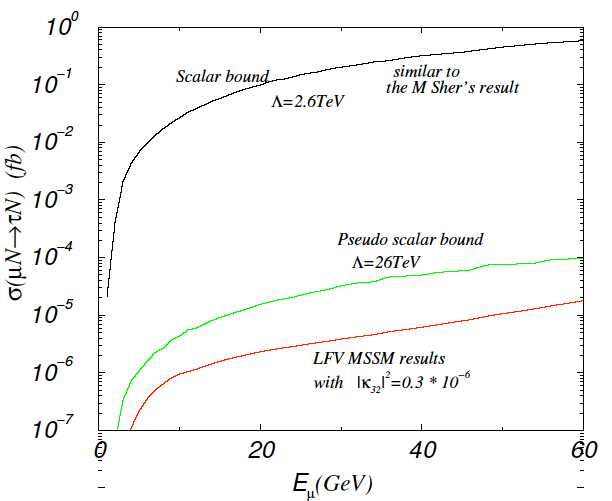 10^0
10^-1
10^-2
10^-3
10^-4
10^-5
10^-6
10^-7
σ(μN→τN) (fb)
Scalar bound
Λ=2.6TeV
similar to
the M Sher's result
Pseudo scalar bound
Λ=26TeV
LFV MSSM results
with |κ_32|^2=0.3 * 10^-6
0 20 40 60
E_μ(GeV)